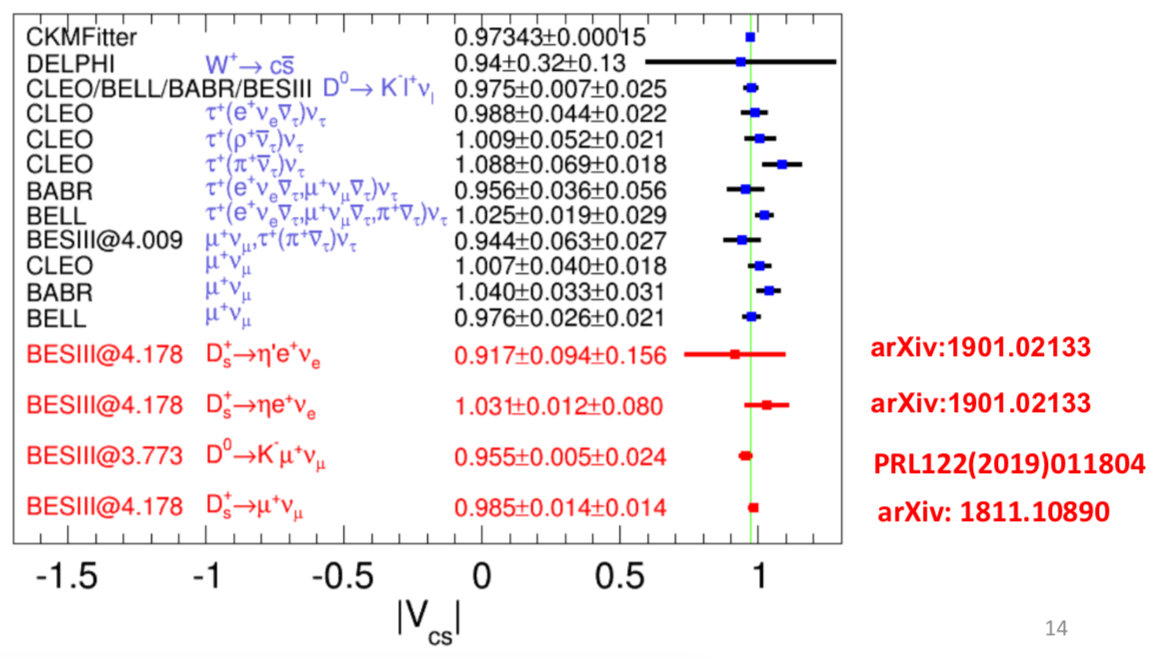 CKMFitter 0.97343±0.00015
DELPHI W⁺→ cs̅ 0.94±0.32±0.13
CLEO/BELL/BABR/BESIII D⁰→ K⁻l⁺ν_l 0.975±0.007±0.025
CLEO τ⁺(e⁺ν_e∇_τ)ν_τ 0.988±0.044±0.022
CLEO τ⁺(ρ⁺ν̅_τ)ν_τ 1.009±0.052±0.021
CLEO τ⁺(π⁺∇_τ)ν_τ 1.088±0.069±0.018
BABR τ⁺(e⁺ν_e∇_τ,μ⁺ν_μ∇_τ)ν_τ 0.956±0.036±0.056
BELL τ⁺(e⁺ν_e∇_τ,μ⁺ν_μ∇_τ,π⁺∇_τ)ν_τ 1.025±0.019±0.029
BESIII@4.009 μ⁺ν_μ,τ⁺(π⁺∇_τ)ν_τ 0.944±0.063±0.027
CLEO μ⁺ν_μ 1.007±0.040±0.018
BABR μ⁺ν_μ 1.040±0.033±0.031
BELL μ⁺ν_μ 0.976±0.026±0.021
BESIII@4.178 D_s⁺→η'e⁺ν_e 0.917±0.094±0.156 arXiv:1901.02133
BESIII@4.178 D_s⁺→ηe⁺ν_e 1.031±0.012±0.080 arXiv:1901.02133
BESIII@3.773 D⁰→K⁻μ⁺ν_μ 0.955±0.005±0.024 PRL122(2019)011804
BESIII@4.178 D_s⁺→μ⁺ν_μ 0.985±0.014±0.014 arXiv: 1811.10890
-1.5 -1 -0.5 0 0.5 1
|V_cs|
14